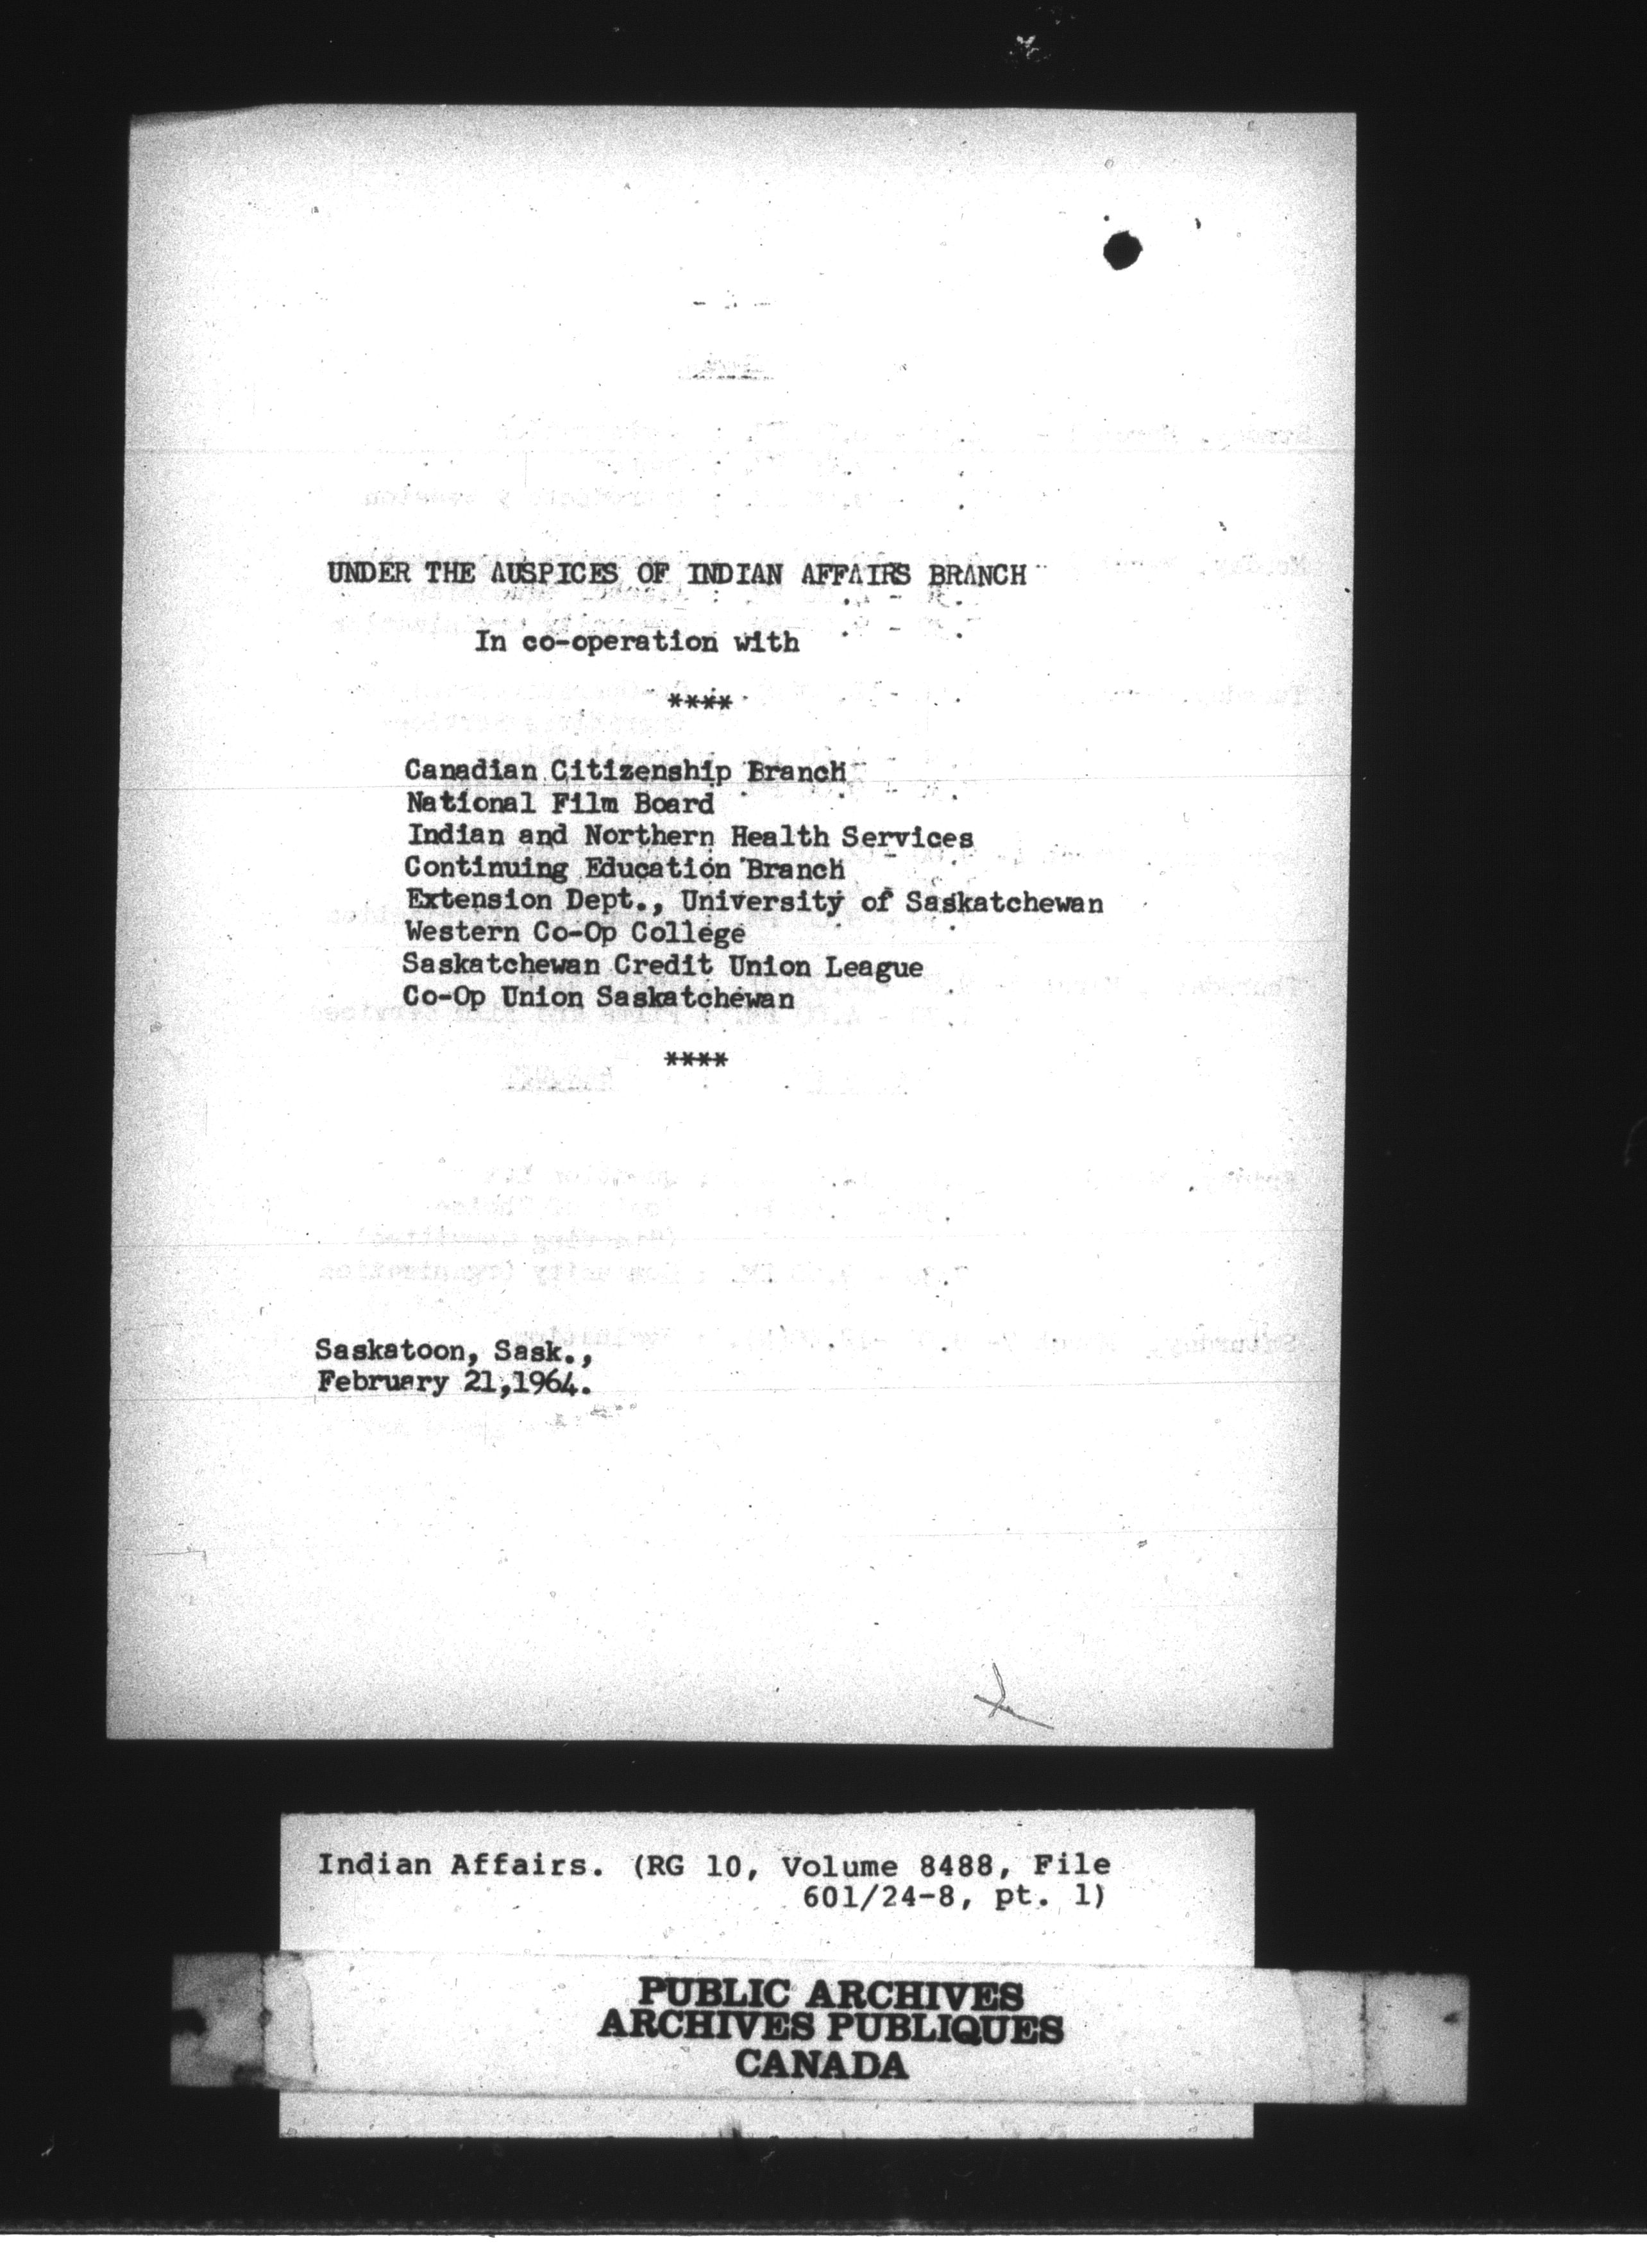 UNDER THE AUSPICES OF INDIAN AFFAIRS BRANCH
In co-operation with
****
Canadian Citizenship Branch
National Film Board
Indian and Northern Health Services
Continuing Education Branch
Extension Dept., University of Saskatchewan
Western Co-Op College
Saskatchewan Credit Union League
Co-Op Union Saskatchewan
****
Saskatoon, Sask.,
February 21,1964.
Indian Affairs. (RG 10, Volume 8488, File
601/24-8, pt. 1)
PUBLIC ARCHIVES
ARCHIVES PUBLIQUES
CANADA